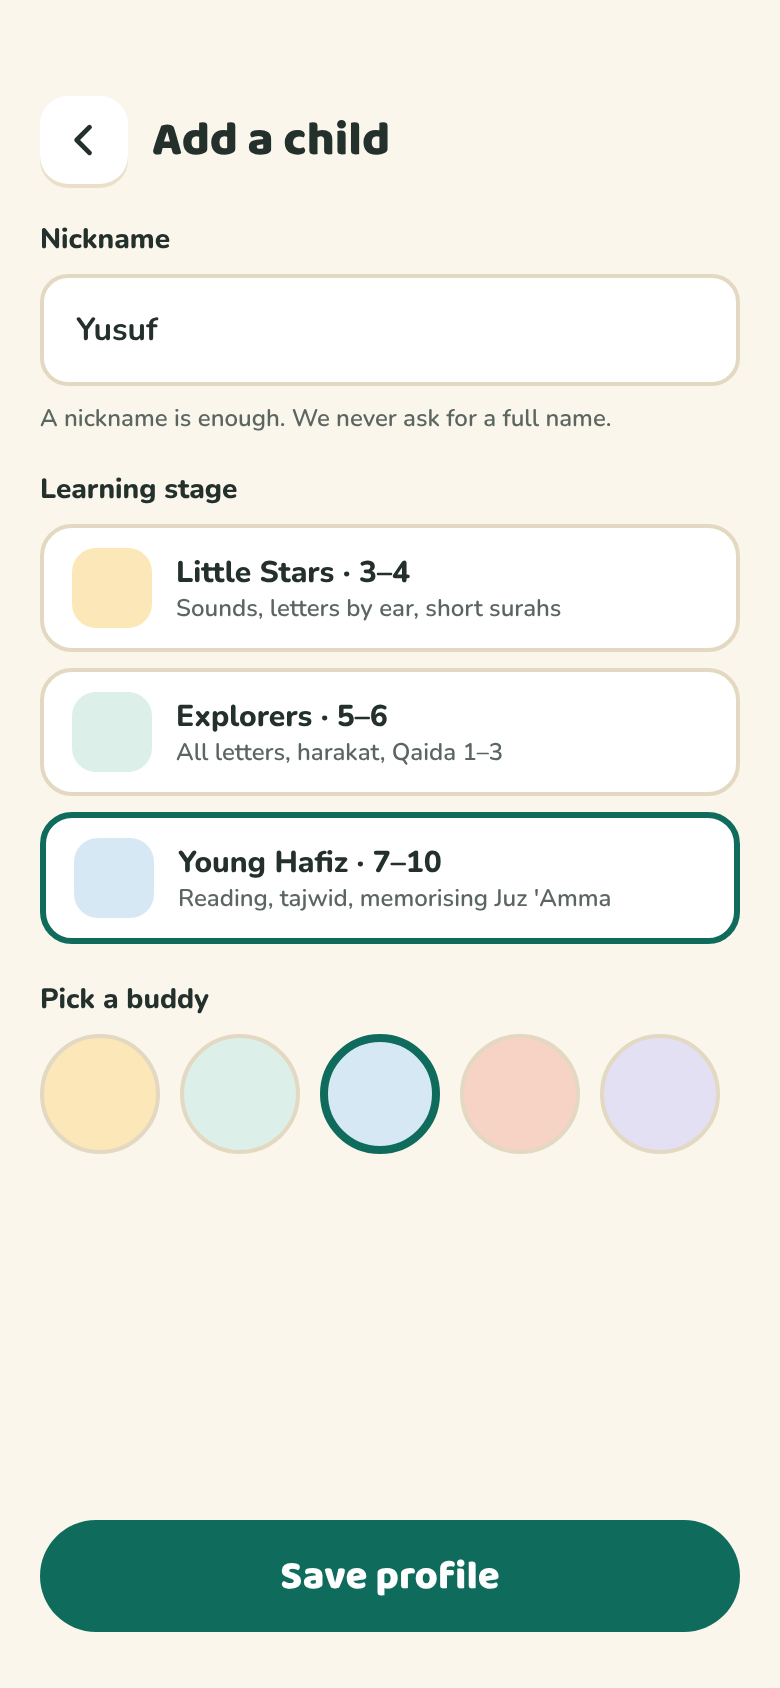 Add a child
Nickname
Yusuf
A nickname is enough. We never ask for a full name.
Learning stage
Little Stars · 3–4
Sounds, letters by ear, short surahs
Explorers · 5–6
All letters, harakat, Qaida 1–3
Young Hafiz · 7–10
Reading, tajwid, memorising Juz 'Amma
Pick a buddy
Save profile